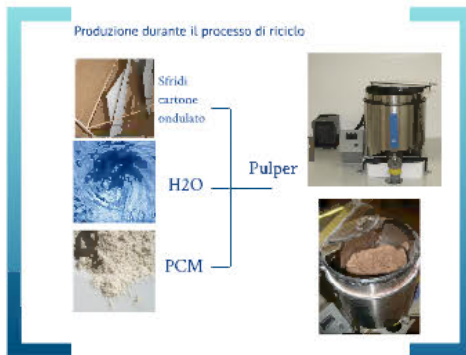 Produzione durante il processo di riciclo
Sfridi
cartone
ondulato
H2O
Pulper
PCM